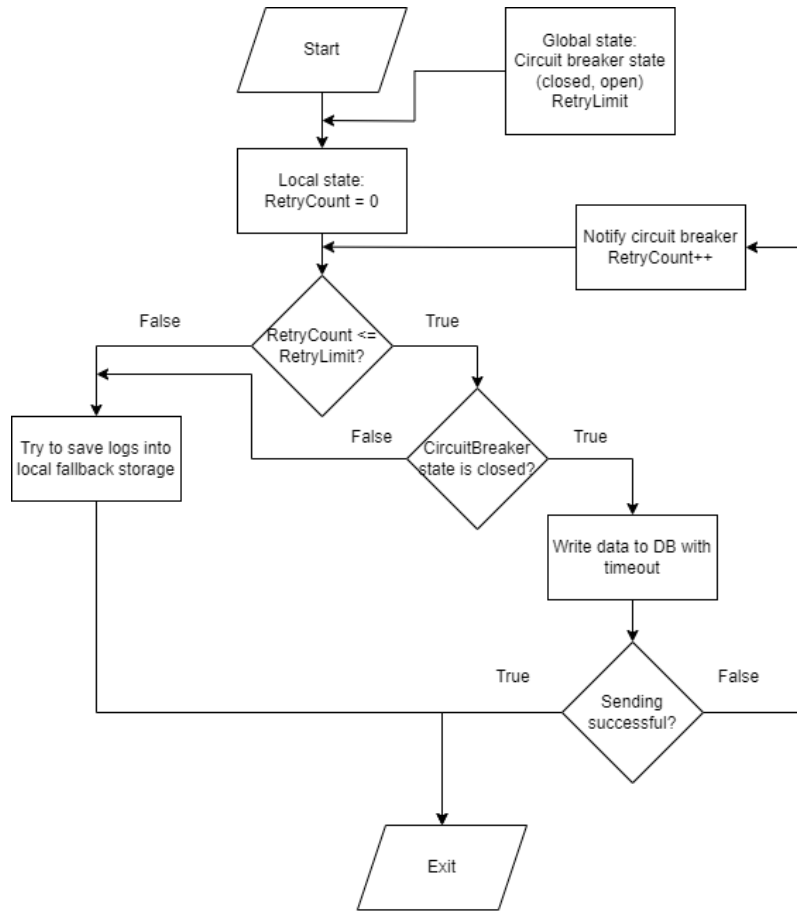 Start
Global state:
Circuit breaker state
(closed, open)
RetryLimit
Local state:
RetryCount = 0
Notify circuit breaker
RetryCount++
False
RetryCount <=
RetryLimit?
True
Try to save logs into
local fallback storage
False
CircuitBreaker
state is closed?
True
Write data to DB with
timeout
True
Sending
successful?
False
Exit